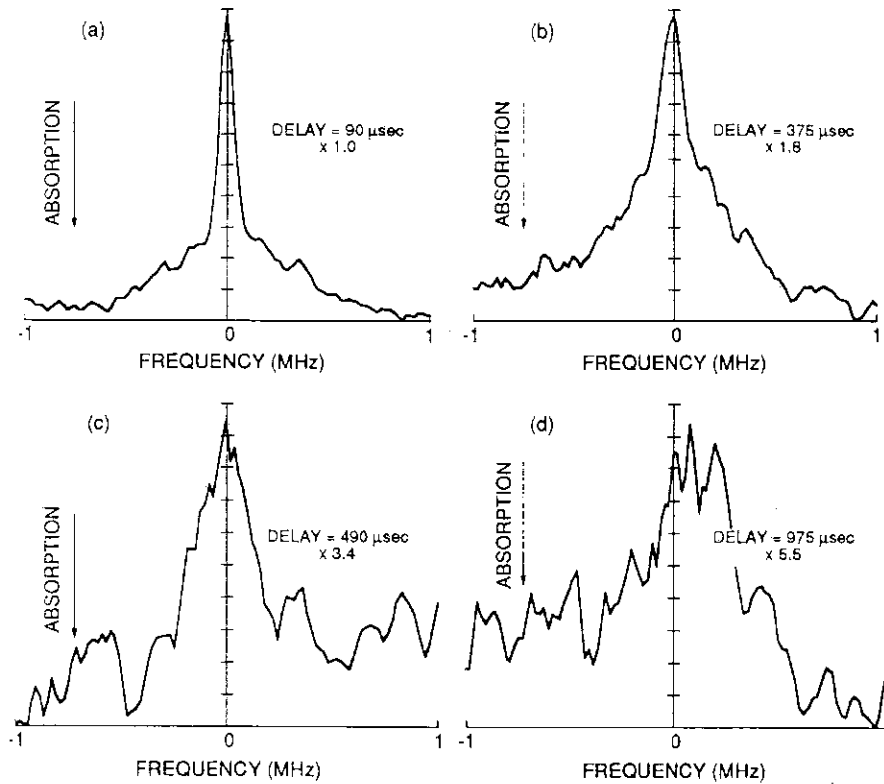 (a)
ABSORPTION
DELAY = 90 µsec
x 1.0
-1
0
1
FREQUENCY (MHz)
(b)
ABSORPTION
DELAY = 375 µsec
x 1.8
-1
0
1
FREQUENCY (MHz)
(c)
ABSORPTION
DELAY = 490 µsec
x 3.4
-1
0
1
FREQUENCY (MHz)
(d)
ABSORPTION
DELAY = 975 µsec
x 5.5
-1
0
1
FREQUENCY (MHz)